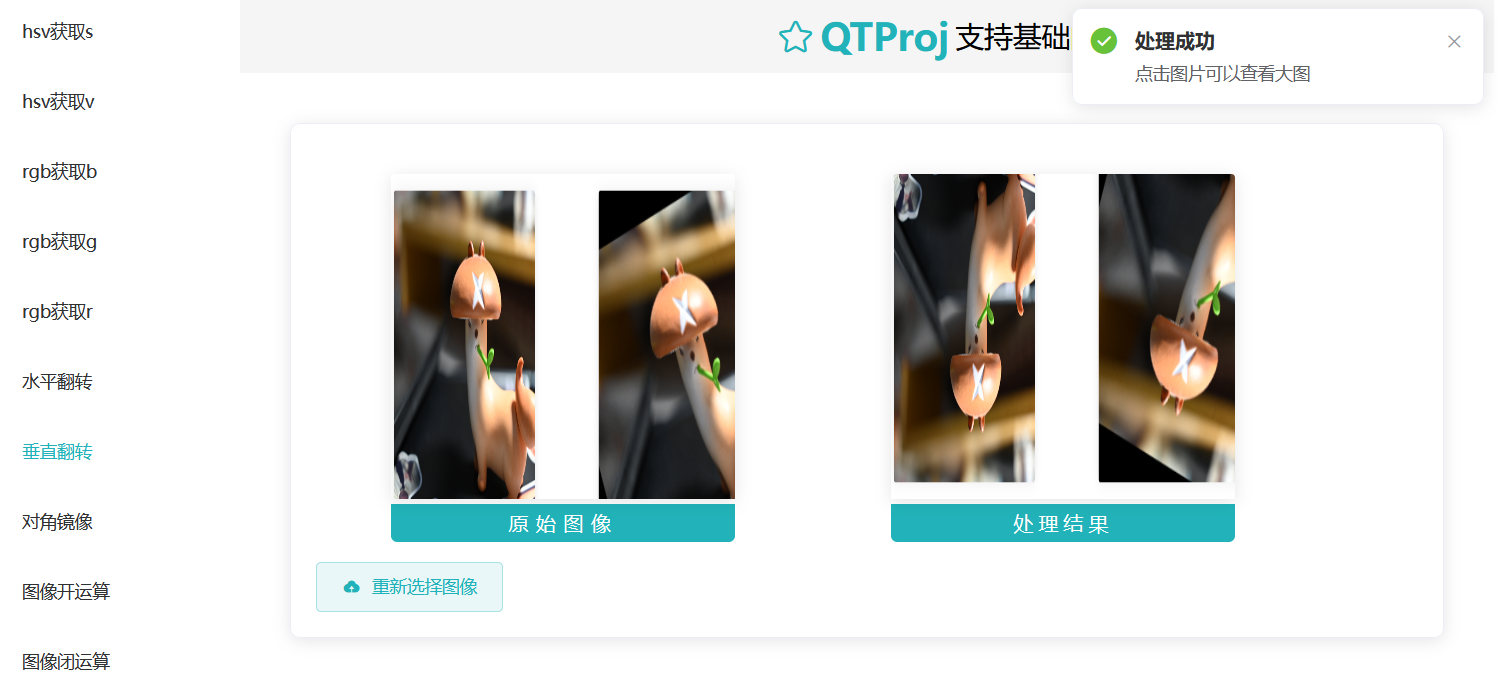 hsv获取s
hsv获取v
rgb获取b
rgb获取g
rgb获取r
水平翻转
垂直翻转
对角镜像
图像开运算
图像闭运算
QTProj 支持基础
处理成功
点击图片可以查看大图
原始图像
处理结果
重新选择图像